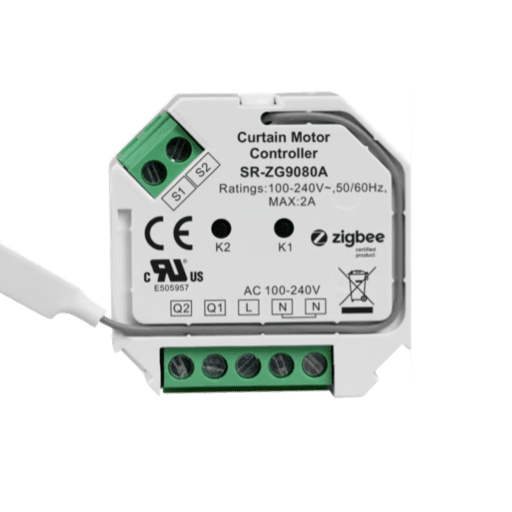 Curtain Motor
Controller
SR-ZG9080A
Ratings:100-240V~,50/60Hz,
MAX:2A
S1 S2
CE
K2 K1
zigbee
certified
product
c RU US
E505957
AC 100-240V
Q2 Q1 L N N